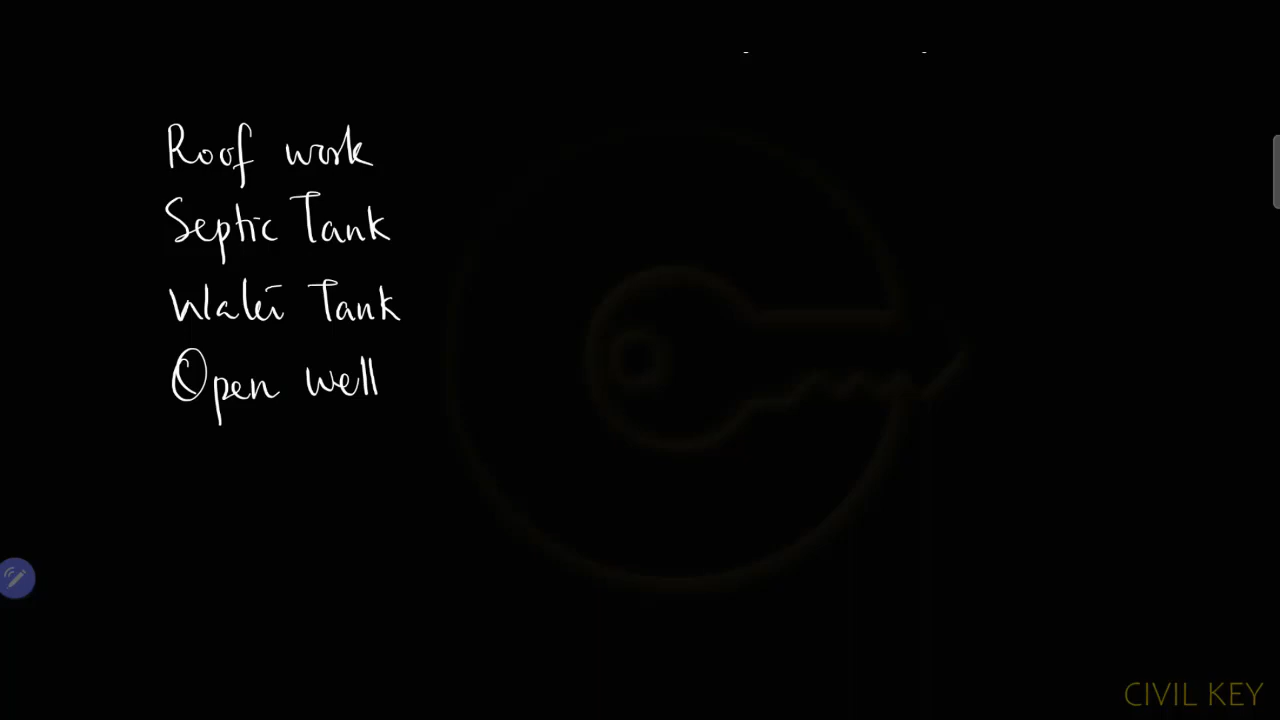 Roof work
Septic Tank
Water Tank
Open well
CIVIL KEY